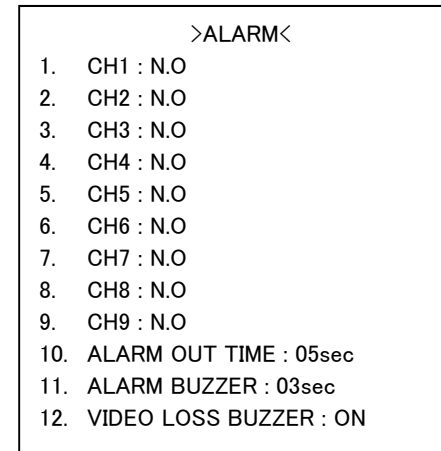 >ALARM<
1. CH1 : N.O
2. CH2 : N.O
3. CH3 : N.O
4. CH4 : N.O
5. CH5 : N.O
6. CH6 : N.O
7. CH7 : N.O
8. CH8 : N.O
9. CH9 : N.O
10. ALARM OUT TIME : 05sec
11. ALARM BUZZER : 03sec
12. VIDEO LOSS BUZZER : ON